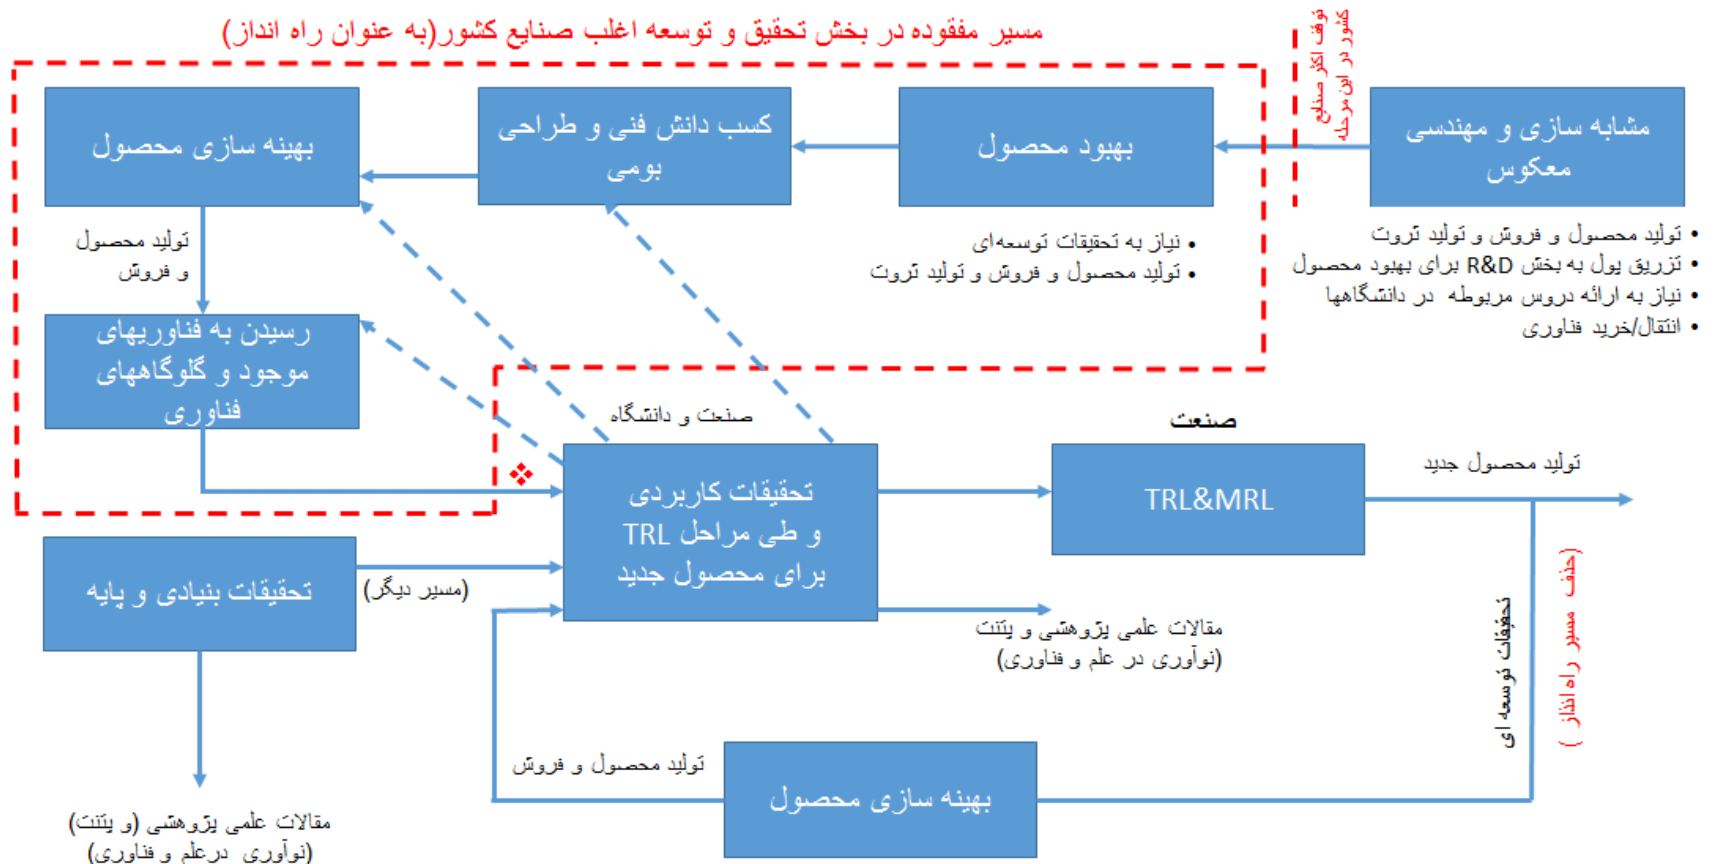 مسیر مفقوده در بخش تحقیق و توسعه اغلب صنایع کشور(به عنوان راه انداز)
توقف اکثر صنایع
کشور در این مرحله
مشابه سازی و مهندسی
معکوس
بهبود محصول
کسب دانش فنی و طراحی
بومی
بهینه سازی محصول
• تولید محصول و فروش و تولید ثروت
• تزریق پول به بخش R&D برای بهبود محصول
• نیاز به ارائه دروس مربوطه در دانشگاهها
• انتقال/خرید فناوری
• نیاز به تحقیقات توسعه‌ای
• تولید محصول و فروش و تولید ثروت
تولید محصول
و فروش
رسیدن به فناوریهای
موجود و گلوگاههای
فناوری
صنعت و دانشگاه
صنعت
تحقیقات کاربردی
و طی مراحل TRL
برای محصول جدید
TRL&MRL
تولید محصول جدید
تحقیقات بنیادی و پایه
(مسیر دیگر)
مقالات علمی پژوهشی و پتنت
(نوآوری در علم و فناوری)
تحقیقات توسعه ای
(حذف مسیر راه انداز )
تولید محصول و فروش
بهینه سازی محصول
مقالات علمی پژوهشی (و پتنت)
(نوآوری درعلم و فناوری)